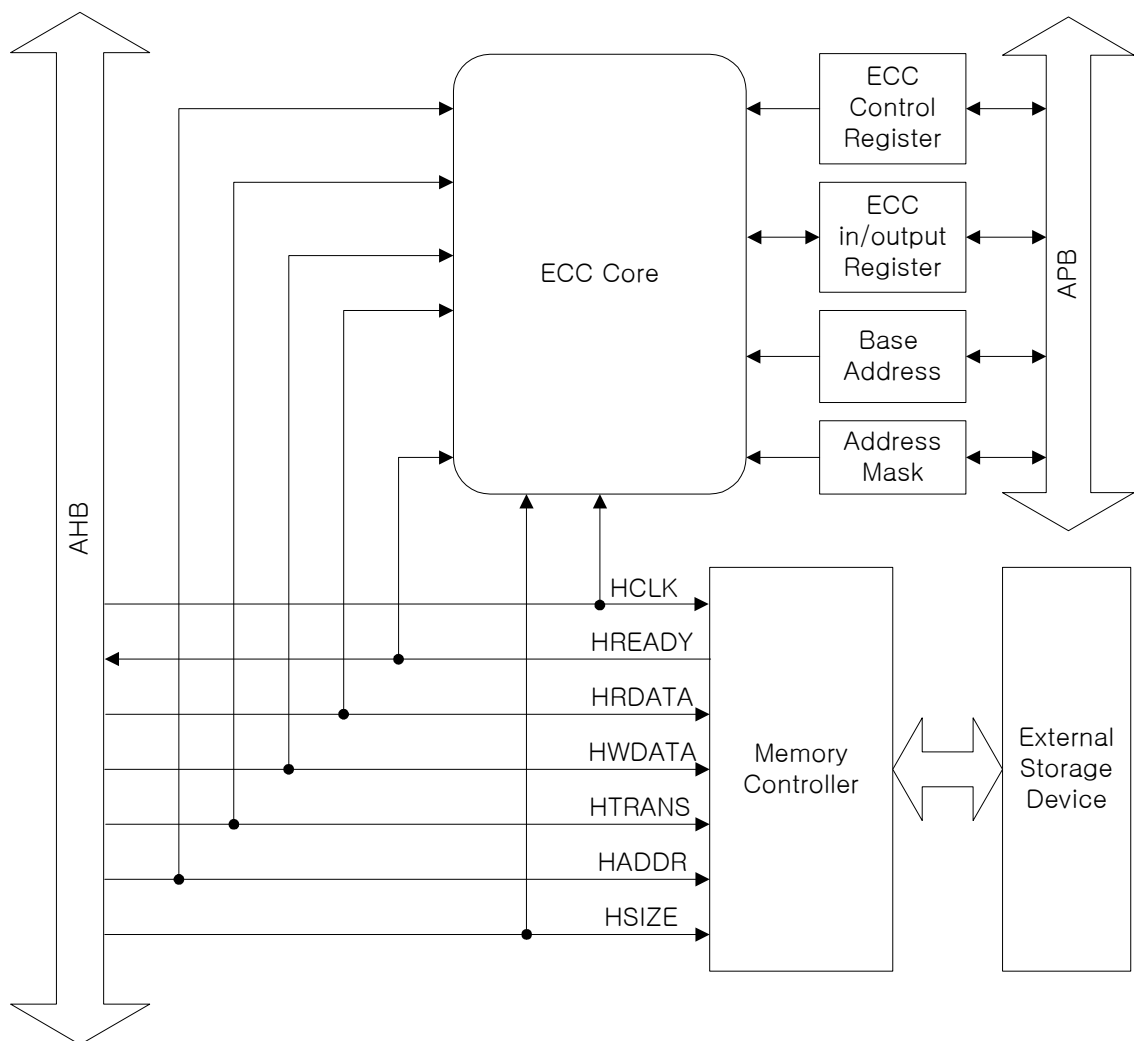 ECC
Control
Register
ECC
in/output
Register
ECC Core
Base
Address
Address
Mask
AHB
APB
HCLK
HREADY
HRDATA
HWDATA
HTRANS
HADDR
HSIZE
Memory
Controller
External
Storage
Device